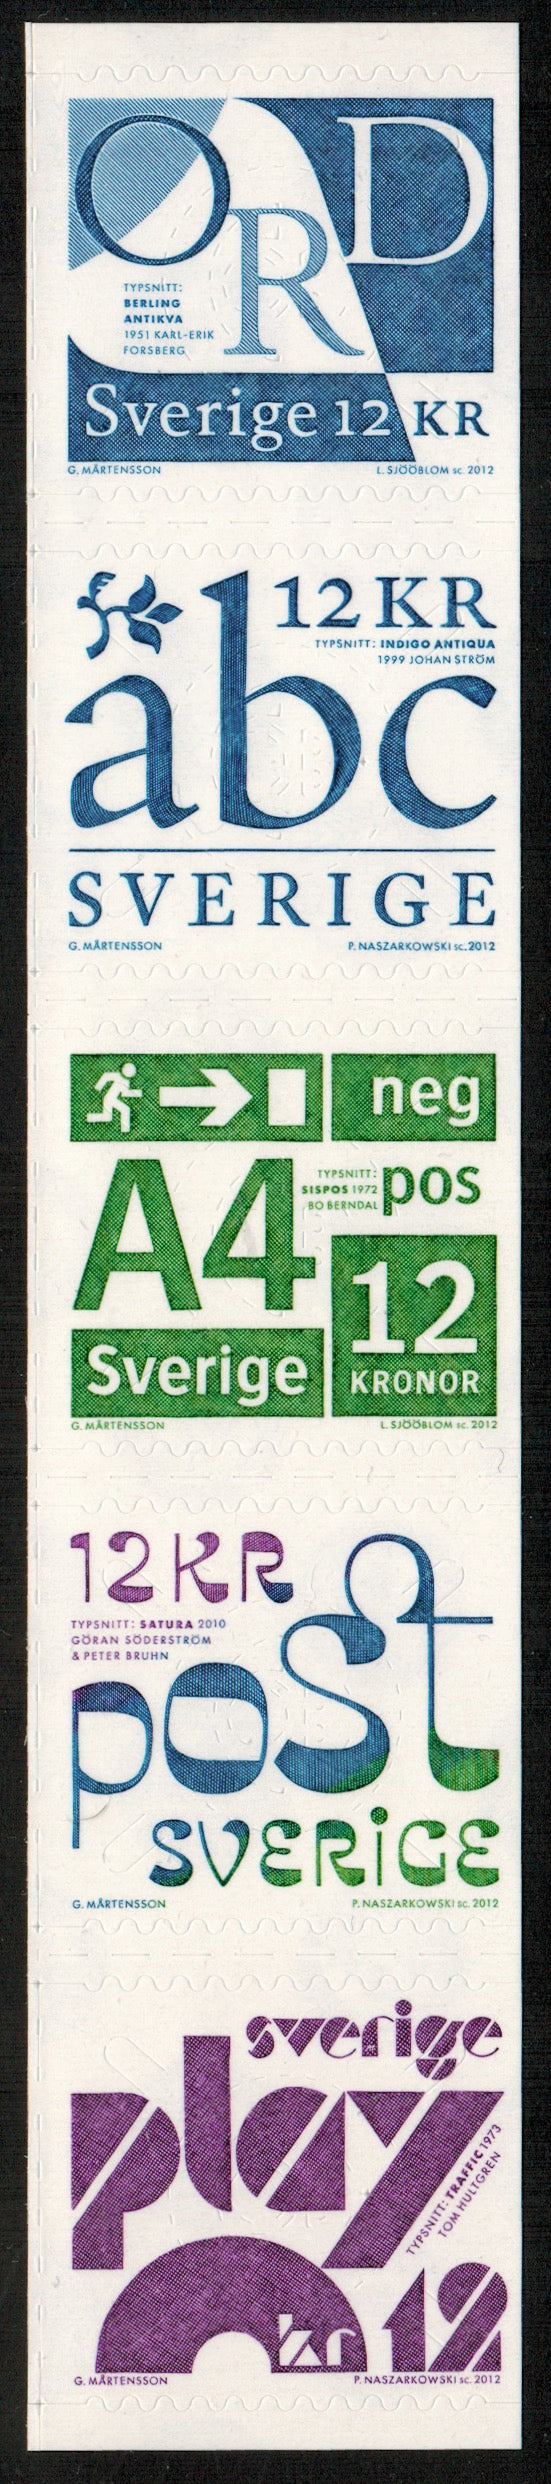 ORD
TYPSNITT:
BERLING
ANTIKVA
1951 KARL-ERIK
FORSBERG
Sverige 12 KR
G. MÅRTENSSON L. SJÖÖBLOM sc. 2012
12 KR
TYPSNITT: INDIGO ANTIQUA
1999 JOHAN STRÖM
abc
SVERIGE
G. MÅRTENSSON P. NASZARKOWSKI sc. 2012
neg
A4
TYPSNITT:
SISPOS 1972
BO BERNDAL
pos
12
KRONOR
Sverige
G. MÅRTENSSON L. SJÖÖBLOM sc. 2012
12 KR
TYPSNITT: SATURA 2010
GÖRAN SÖDERSTRÖM
& PETER BRUHN
post
SVERIGE
G. MÅRTENSSON P. NASZARKOWSKI sc. 2012
sverige
play
TYPSNITT: TRAFFIC 1973
TOM HULTGREN
kr 12
G. MÅRTENSSON P. NASZARKOWSKI sc. 2012